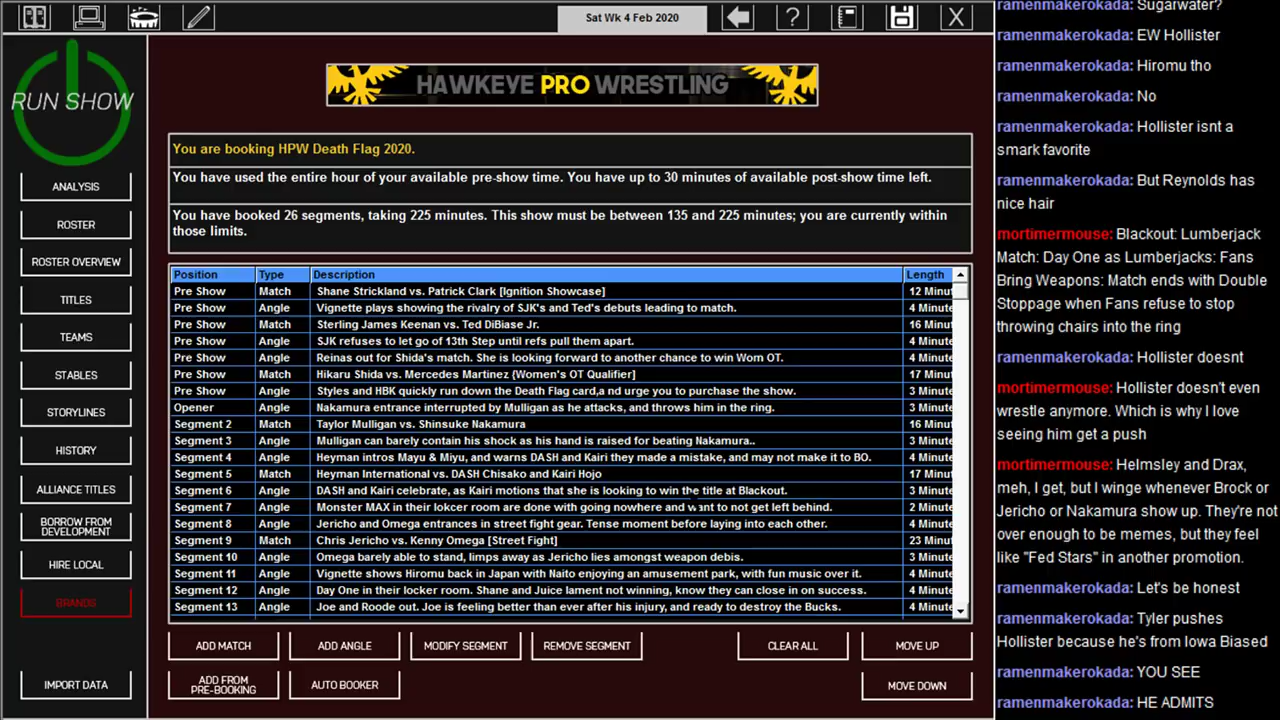 Sat Wk 4 Feb 2020
?
X
RUN SHOW
ANALYSIS
ROSTER
ROSTER OVERVIEW
TITLES
TEAMS
STABLES
STORYLINES
HISTORY
ALLIANCE TITLES
BORROW FROM
DEVELOPMENT
HIRE LOCAL
BRANDS
IMPORT DATA
HAWKEYE PRO WRESTLING
You are booking HPW Death Flag 2020.
You have used the entire hour of your available pre-show time. You have up to 30 minutes of available post-show time left.
You have booked 26 segments, taking 225 minutes. This show must be between 135 and 225 minutes; you are currently within
those limits.
Position Type Description Length
Pre Show Match Shane Strickland vs. Patrick Clark [Ignition Showcase] 12 Minut
Pre Show Angle Vignette plays showing the rivalry of SJK's and Ted's debuts leading to match. 4 Minute
Pre Show Match Sterling James Keenan vs. Ted DiBiase Jr. 16 Minut
Pre Show Angle SJK refuses to let go of 13th Step until refs pull them apart. 4 Minute
Pre Show Angle Reinas out for Shida's match. She is looking forward to another chance to win Wom OT. 4 Minute
Pre Show Match Hikaru Shida vs. Mercedes Martinez {Women's OT Qualifier] 17 Minut
Pre Show Angle Styles and HBK quickly run down the Death Flag card,a nd urge you to purchase the show. 3 Minute
Opener Angle Nakamura entrance interrupted by Mulligan as he attacks, and throws him in the ring. 3 Minute
Segment 2 Match Taylor Mulligan vs. Shinsuke Nakamura 16 Minut
Segment 3 Angle Mulligan can barely contain his shock as his hand is raised for beating Nakamura.. 3 Minute
Segment 4 Angle Heyman intros Mayu & Miyu, and warns DASH and Kairi they made a mistake, and may not make it to BO. 4 Minute
Segment 5 Match Heyman International vs. DASH Chisako and Kairi Hojo 17 Minut
Segment 6 Angle DASH and Kairi celebrate, as Kairi motions that she is looking to win the title at Blackout. 3 Minute
Segment 7 Angle Monster MAX in their lokcer room are done with going nowhere and want to not get left behind. 2 Minute
Segment 8 Angle Jericho and Omega entrances in street fight gear. Tense moment before laying into each other. 4 Minute
Segment 9 Match Chris Jericho vs. Kenny Omega [Street Fight] 23 Minut
Segment 10 Angle Omega barely able to stand, limps away as Jericho lies amongst weapon debis. 3 Minute
Segment 11 Angle Vignette shows Hiromu back in Japan with Naito enjoying an amusement park, with fun music over it. 4 Minute
Segment 12 Angle Day One in their locker room. Shane and Juice lament not winning, know they can close in on success. 4 Minute
Segment 13 Angle Joe and Roode out. Joe is feeling better than ever after his injury, and ready to destroy the Bucks. 4 Minute
ADD MATCH
ADD ANGLE
MODIFY SEGMENT
REMOVE SEGMENT
CLEAR ALL
MOVE UP
ADD FROM
PRE-BOOKING
AUTO BOOKER
MOVE DOWN
ramenmakerokada: Sugarwater?
ramenmakerokada: EW Hollister
ramenmakerokada: Hiromu tho
ramenmakerokada: No
ramenmakerokada: Hollister isnt a
smark favorite
ramenmakerokada: But Reynolds has
nice hair
mortimermouse: Blackout: Lumberjack
Match: Day One as Lumberjacks: Fans
Bring Weapons: Match ends with Double
Stoppage when Fans refuse to stop
throwing chairs into the ring
ramenmakerokada: Hollister doesnt
mortimermouse: Hollister doesn't even
wrestle anymore. Which is why I love
seeing him get a push
mortimermouse: Helmsley and Drax,
meh, I get, but I winge whenever Brock or
Jericho or Nakamura show up. They're not
over enough to be memes, but they feel
like "Fed Stars" in another promotion.
ramenmakerokada: Let's be honest
ramenmakerokada: Tyler pushes
Hollister because he's from Iowa Biased
ramenmakerokada: YOU SEE
ramenmakerokada: HE ADMITS